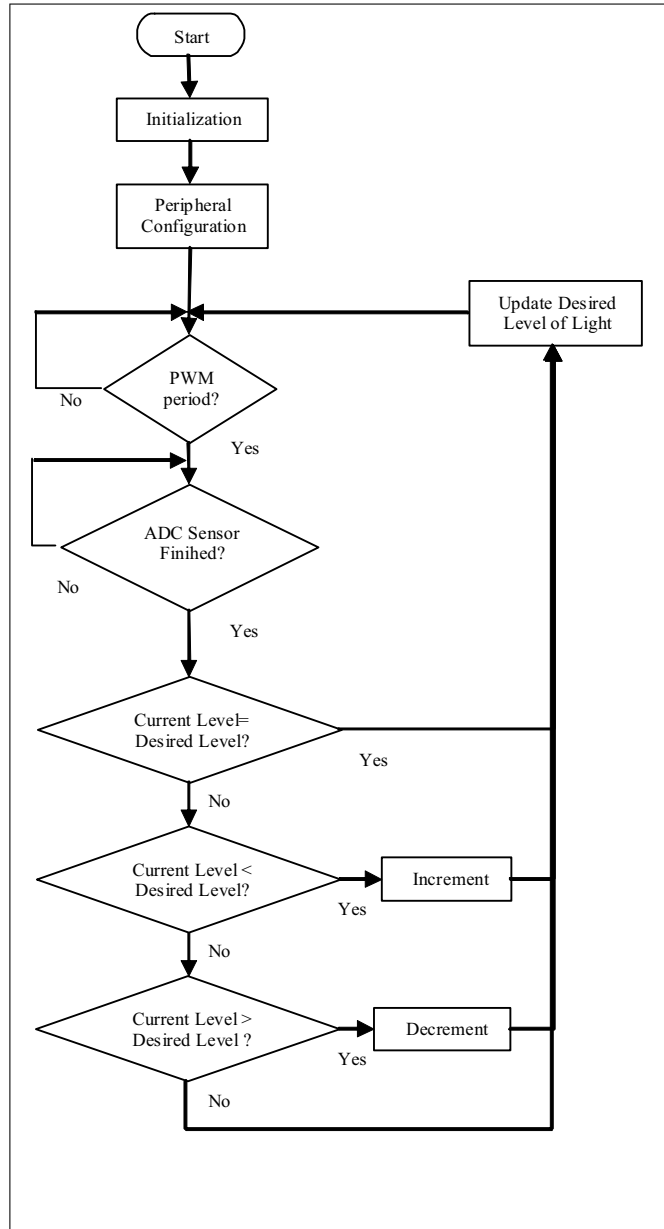 Start
Initialization
Peripheral
Configuration
Update Desired
Level of Light
PWM
period?
No
Yes
ADC Sensor
Finihed?
No
Yes
Current Level=
Desired Level?
Yes
No
Current Level <
Desired Level?
Yes
Increment
No
Current Level >
Desired Level ?
Yes
Decrement
No